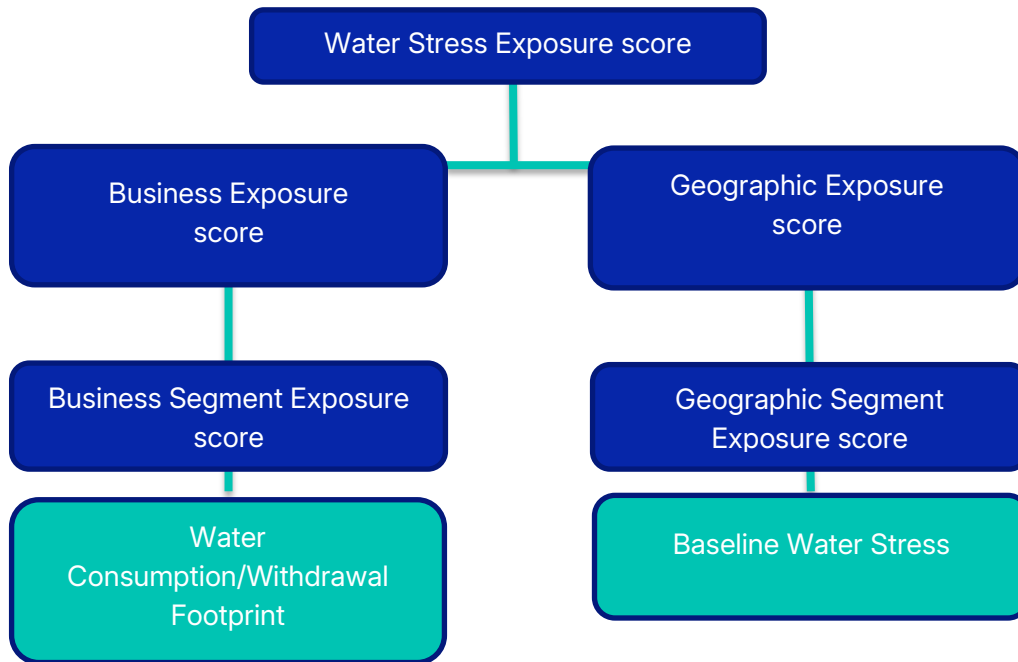 Water Stress Exposure score
Business Exposure
score
Geographic Exposure
score
Business Segment Exposure
score
Geographic Segment
Exposure score
Water
Consumption/Withdrawal
Footprint
Baseline Water Stress